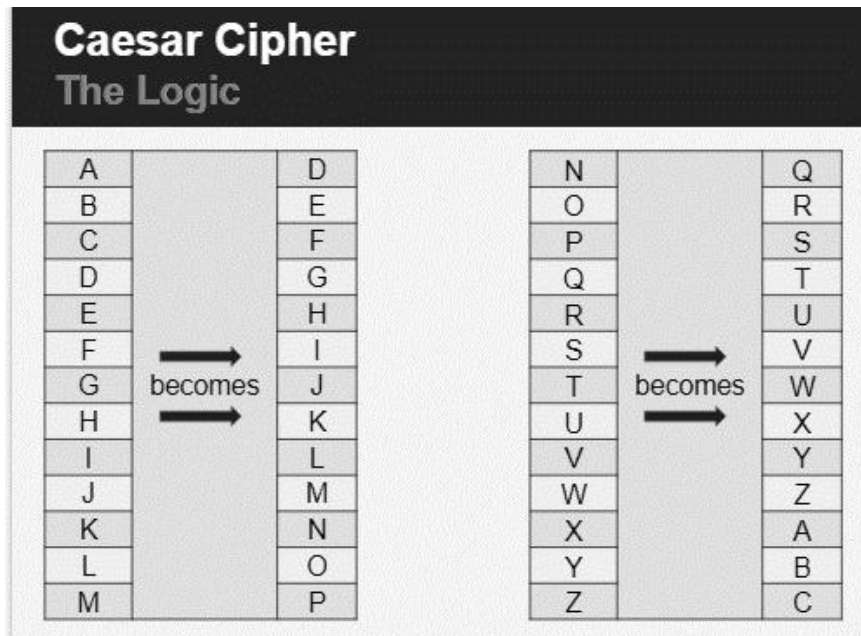 Caesar Cipher
The Logic
A D N Q
B E O R
C F P S
D G Q T
E H R U
F I S V
G becomes J T becomes W
H K U X
I L V Y
J M W Z
K N X A
L O Y B
M P Z C